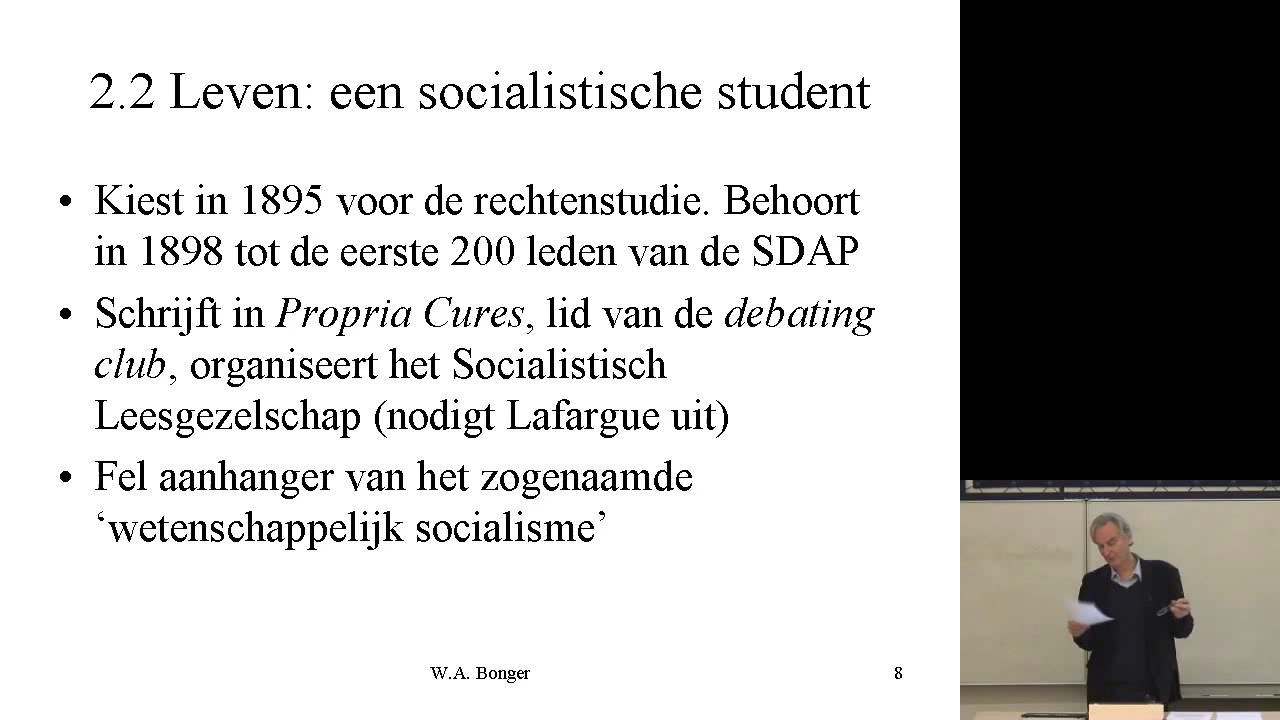 2.2 Leven: een socialistische student
• Kiest in 1895 voor de rechtenstudie. Behoort
in 1898 tot de eerste 200 leden van de SDAP
• Schrijft in Propria Cures, lid van de debating
club, organiseert het Socialistisch
Leesgezelschap (nodigt Lafargue uit)
• Fel aanhanger van het zogenaamde
‘wetenschappelijk socialisme’
W.A. Bonger
8